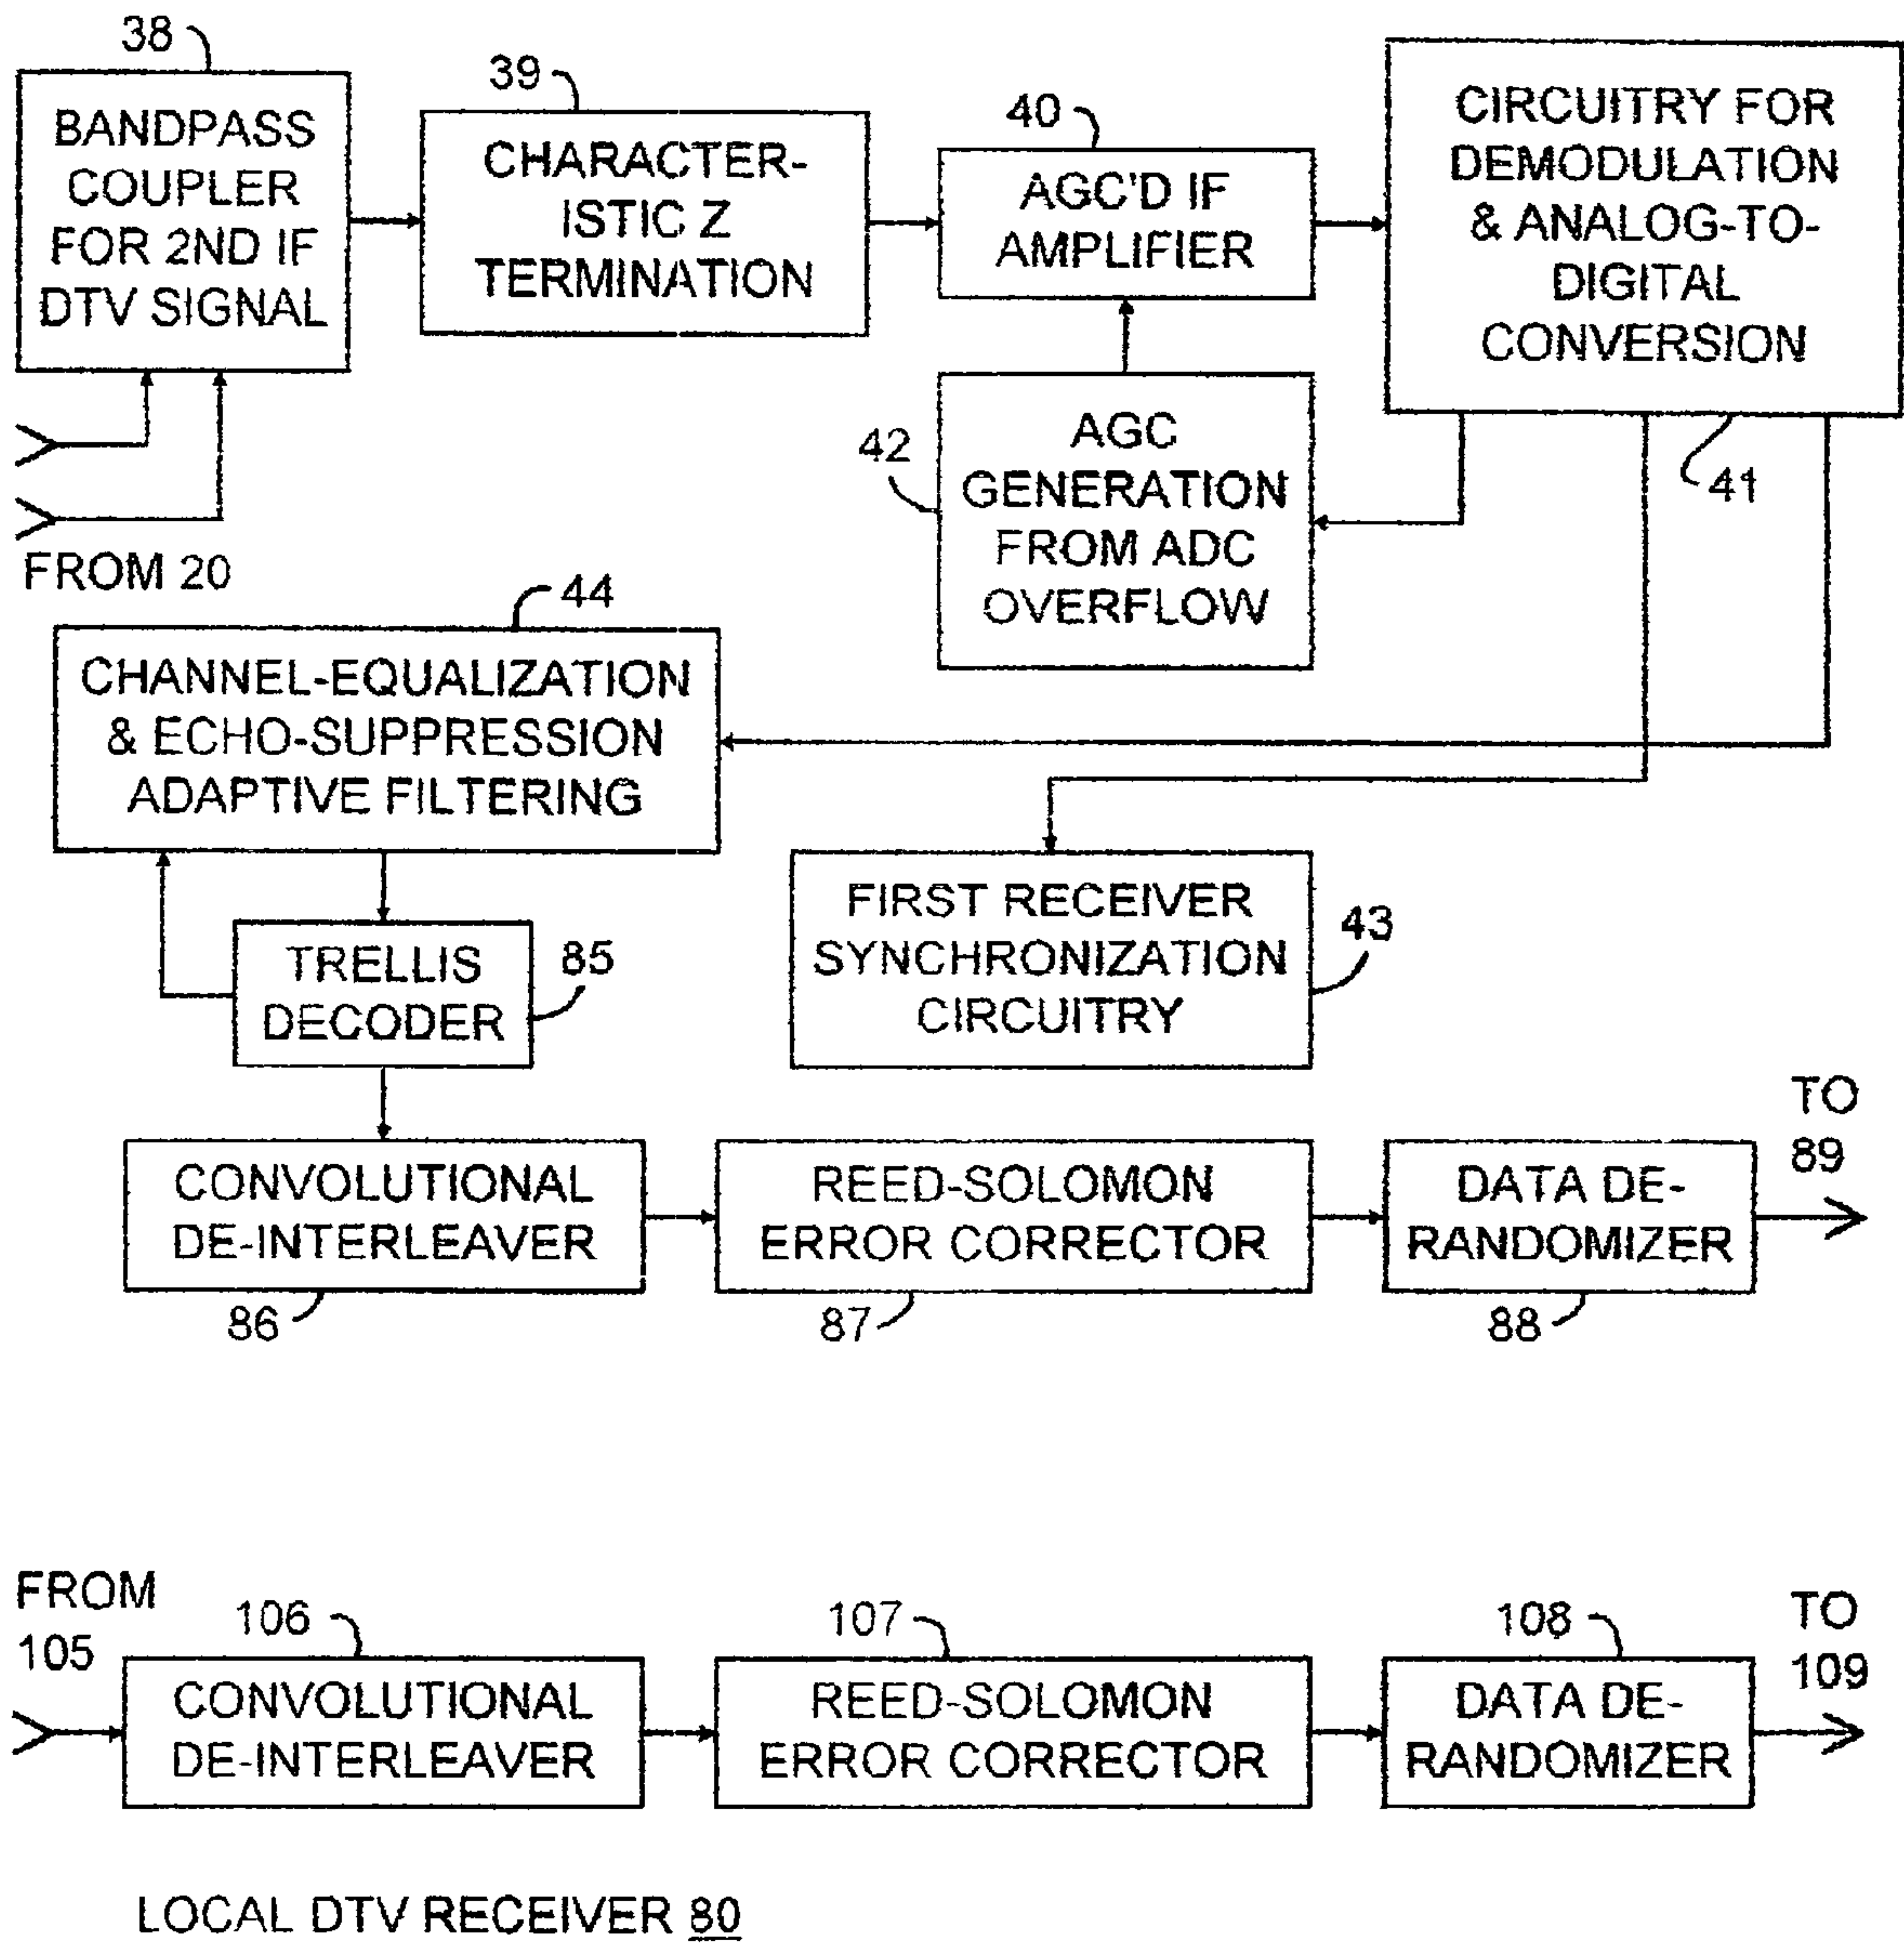 38
BANDPASS
COUPLER
FOR 2ND IF
DTV SIGNAL
39
CHARACTER-
ISTIC Z
TERMINATION
40
AGC'D IF
AMPLIFIER
CIRCUITRY FOR
DEMODULATION
& ANALOG-TO-
DIGITAL
CONVERSION
41
42
AGC
GENERATION
FROM ADC
OVERFLOW
FROM 20
44
CHANNEL-EQUALIZATION
& ECHO-SUPPRESSION
ADAPTIVE FILTERING
FIRST RECEIVER
SYNCHRONIZATION
CIRCUITRY
43
TRELLIS
DECODER
85
CONVOLUTIONAL
DE-INTERLEAVER
86
REED-SOLOMON
ERROR CORRECTOR
87
DATA DE-
RANDOMIZER
88
TO
89
FROM
105
106
CONVOLUTIONAL
DE-INTERLEAVER
107
REED-SOLOMON
ERROR CORRECTOR
108
DATA DE-
RANDOMIZER
TO
109
LOCAL DTV RECEIVER 80